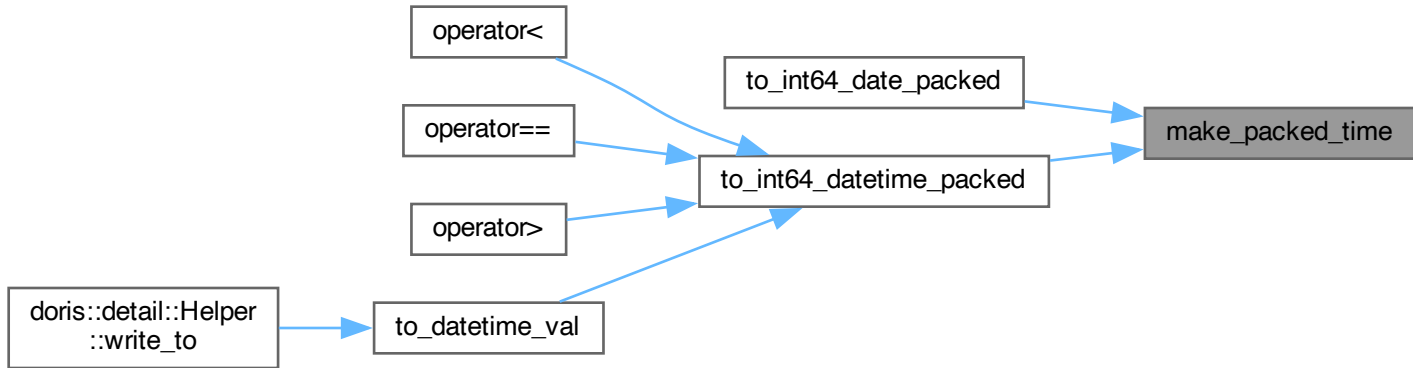 operator<
to_int64_date_packed
operator==
make_packed_time
to_int64_datetime_packed
operator>
doris::detail::Helper
::write_to
to_datetime_val